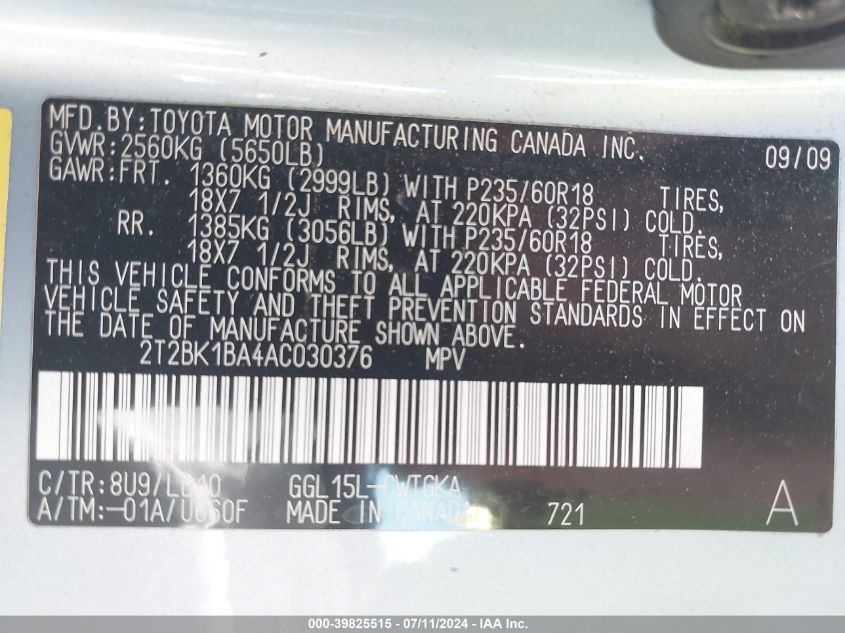 MFD.BY:TOYOTA MOTOR MANUFACTURING CANADA INC. 09/09
GVWR:2560KG (5650LB)
GAWR:FRT. 1360KG (2999LB) WITH P235/60R18 TIRES,
18X7 1/2J RIMS, AT 220KPA (32PSI) COLD.
RR. 1385KG (3056LB) WITH P235/60R18 TIRES,
18X7 1/2J RIMS, AT 220KPA (32PSI) COLD.
THIS VEHICLE CONFORMS TO ALL APPLICABLE FEDERAL MOTOR
VEHICLE SAFETY AND THEFT PREVENTION STANDARDS IN EFFECT ON
THE DATE OF MANUFACTURE SHOWN ABOVE.
2T2BK1BA4AC030376 MPV
C/TR:8U9/LB40 GGL15L-CWTGKA
A/TM:-01A/U660F MADE IN CANADA 721 A
000-39825515 - 07/11/2024 - IAA Inc.